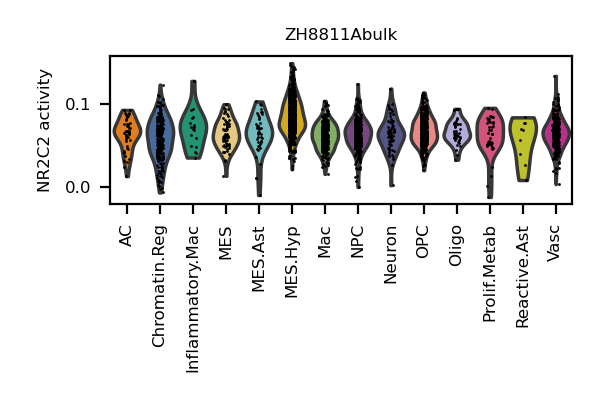 ZH8811Abulk
NR2C2 activity
0.1
0.0
AC
Chromatin.Reg
Inflammatory.Mac
MES
MES.Ast
MES.Hyp
Mac
NPC
Neuron
OPC
Oligo
Prolif.Metab
Reactive.Ast
Vasc